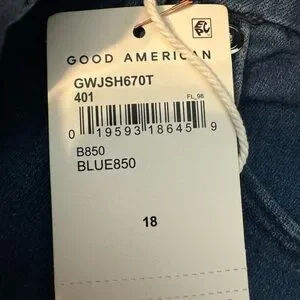 GOOD AMERICAN
GWJSH670T
401
FL_98
0 19593 18645 9
B850
BLUE850
18